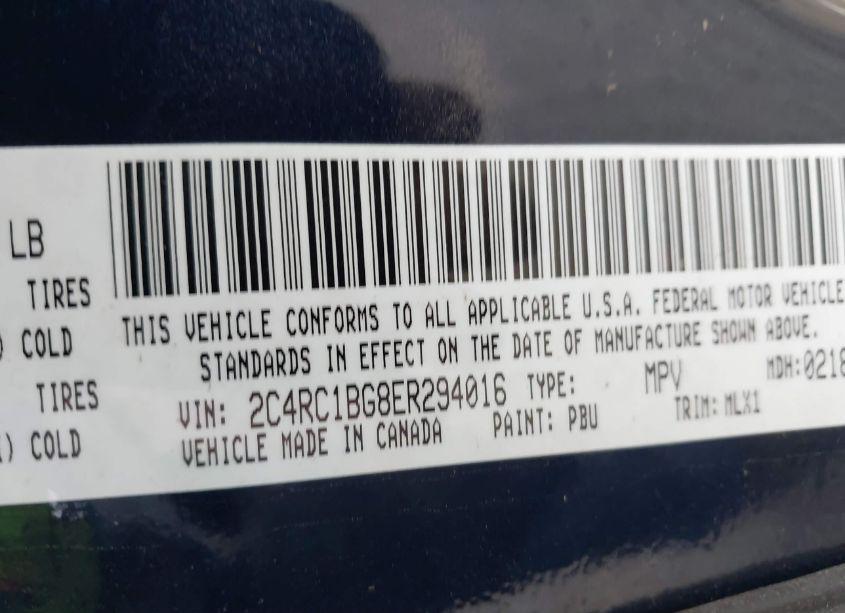 LB
TIRES
) COLD
TIRES
) COLD
THIS VEHICLE CONFORMS TO ALL APPLICABLE U.S.A. FEDERAL MOTOR VEHICLE
STANDARDS IN EFFECT ON THE DATE OF MANUFACTURE SHOWN ABOVE.
VIN: 2C4RC1BG8ER294016 TYPE: MPV MDH:0218
VEHICLE MADE IN CANADA PAINT: PBU TRIM: MLX1